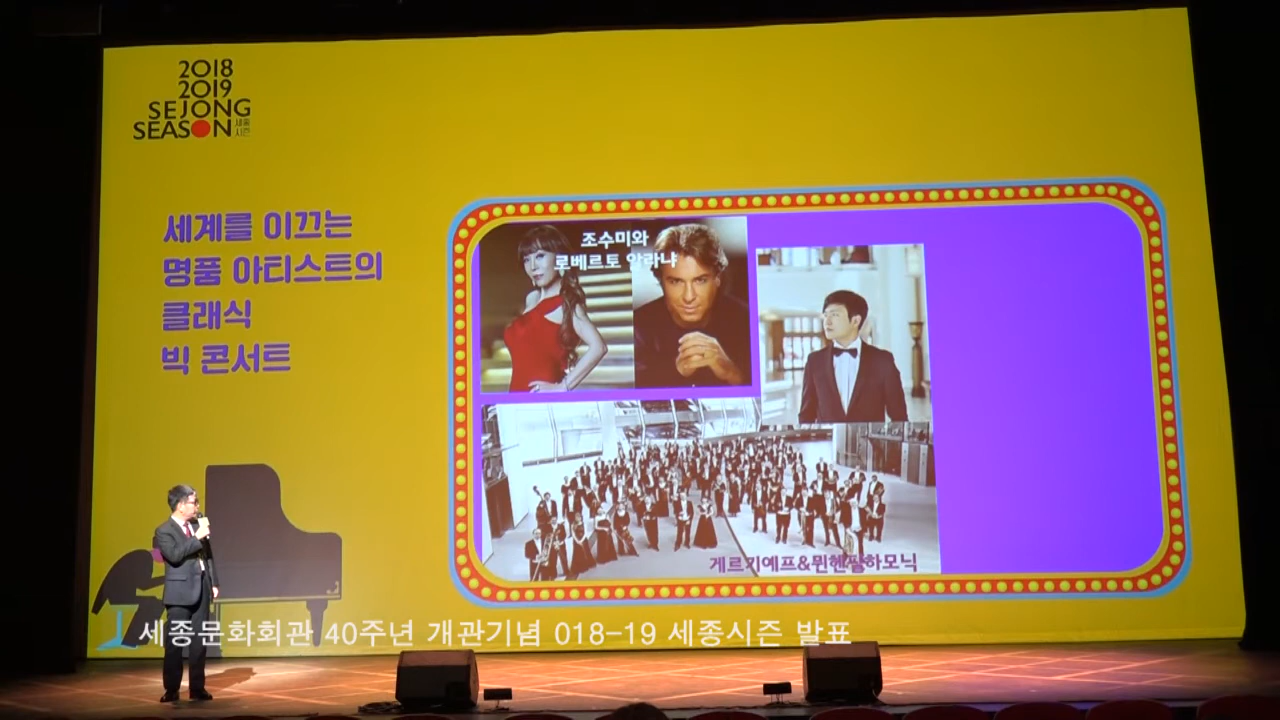 2018
2019
SEJONG
SEASON 세종
시즌
세계를 이끄는
명품 아티스트의
클래식
빅 콘서트
조수미와
로베르토 알라냐
게르기예프&뮌헨필하모닉
세종문화회관 40주년 개관기념 018-19 세종시즌 발표